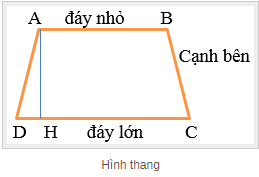 A đáy nhỏ B
Cạnh bên
D H đáy lớn C
Hình thang